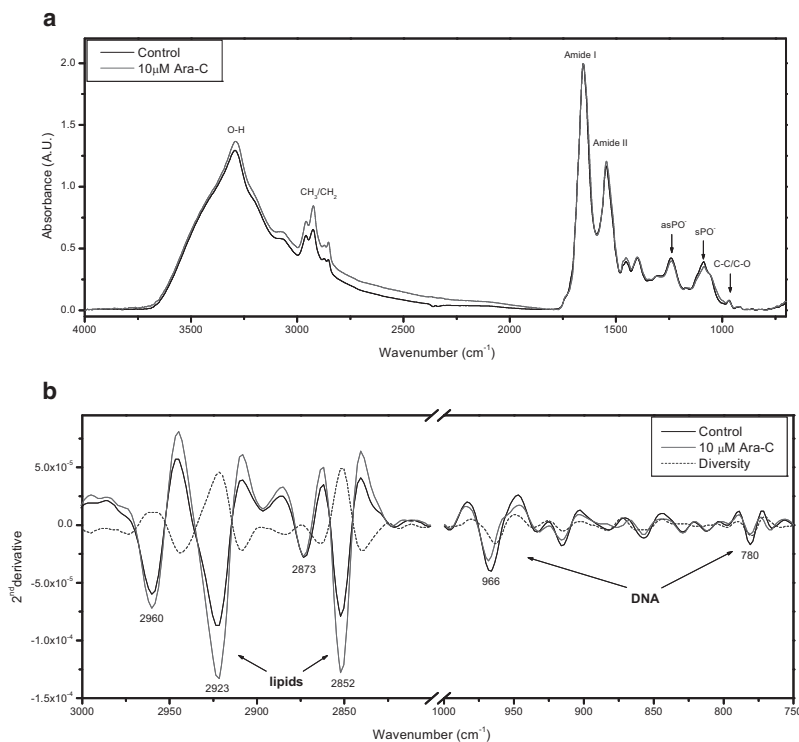 a
Control
10µM Ara-C
Absorbance (A.U.)
2.0
1.5
1.0
0.5
0.0
O-H
CH3/CH2
Amide I
Amide II
asPO-
sPO-
C-C/C-O
4000
3500
3000
2500
2000
1500
1000
Wavenumber (cm-1)
b
Control
10 µM Ara-C
Diversity
2nd derivative
5.0x10-5
0.0
-5.0x10-5
-1.0x10-4
-1.5x10-4
2960
2923
2873
2852
lipids
966
DNA
780
3000
2950
2900
2850
1000
950
900
850
800
750
Wavenumber (cm-1)